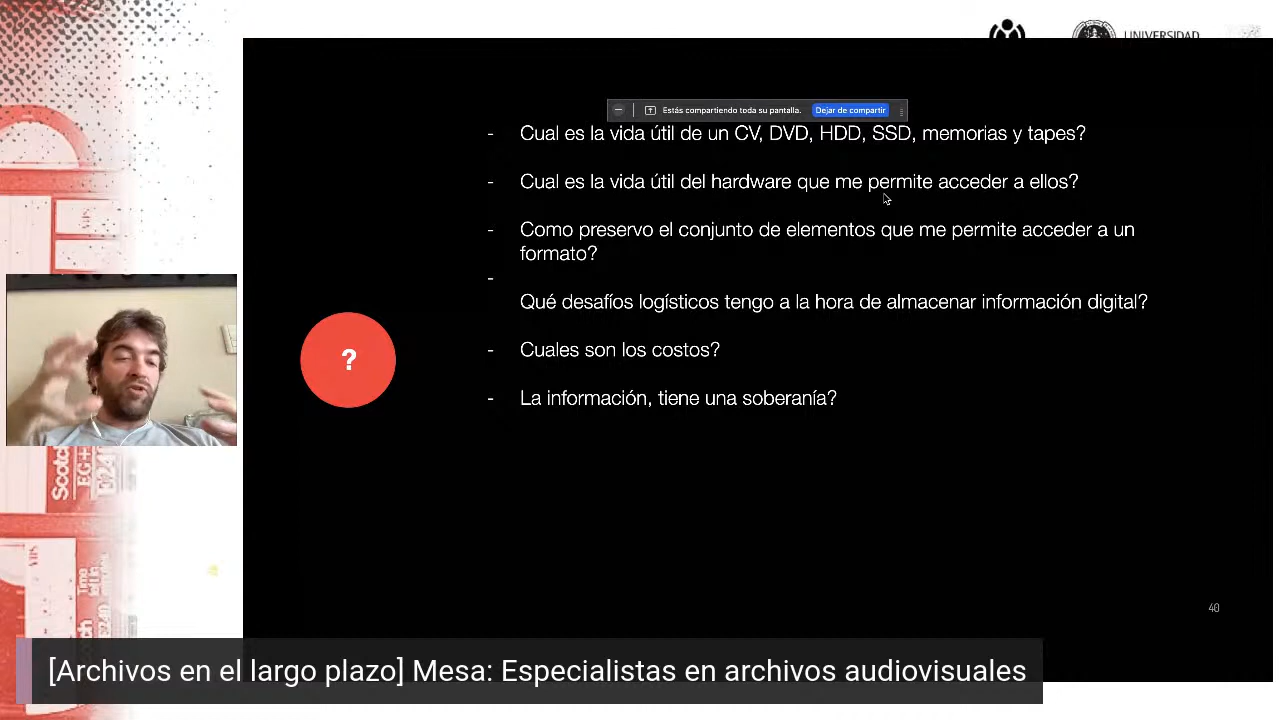 UNIVERSIDAD
Estás compartiendo toda su pantalla.
Dejar de compartir
- Cual es la vida útil de un CV, DVD, HDD, SSD, memorias y tapes?
- Cual es la vida útil del hardware que me permite acceder a ellos?
- Como preservo el conjunto de elementos que me permite acceder a un
formato?
-
Qué desafíos logísticos tengo a la hora de almacenar información digital?
- Cuales son los costos?
- La información, tiene una soberanía?
?
Scotch
EG+
E240
VHS
40
[Archivos en el largo plazo] Mesa: Especialistas en archivos audiovisuales